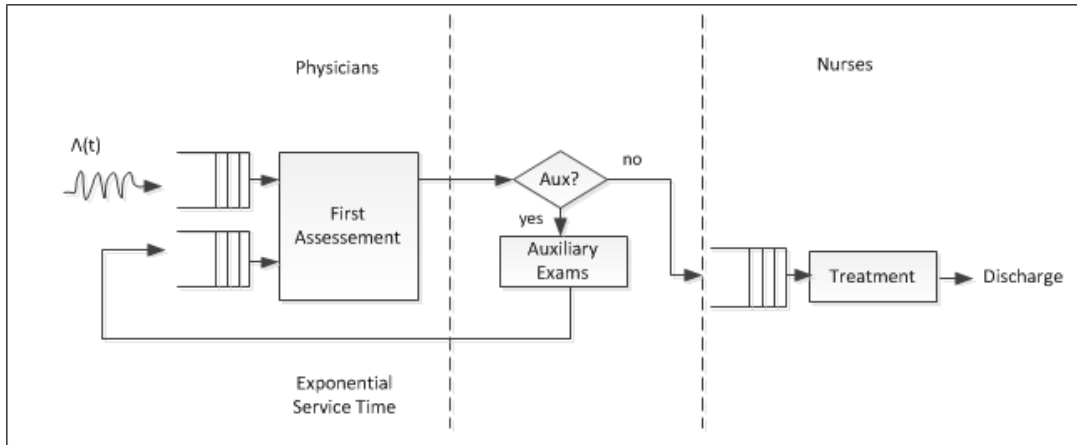 Physicians
Nurses
Λ(t)
First
Assessement
Aux?
no
yes
Auxiliary
Exams
Treatment
Discharge
Exponential
Service Time